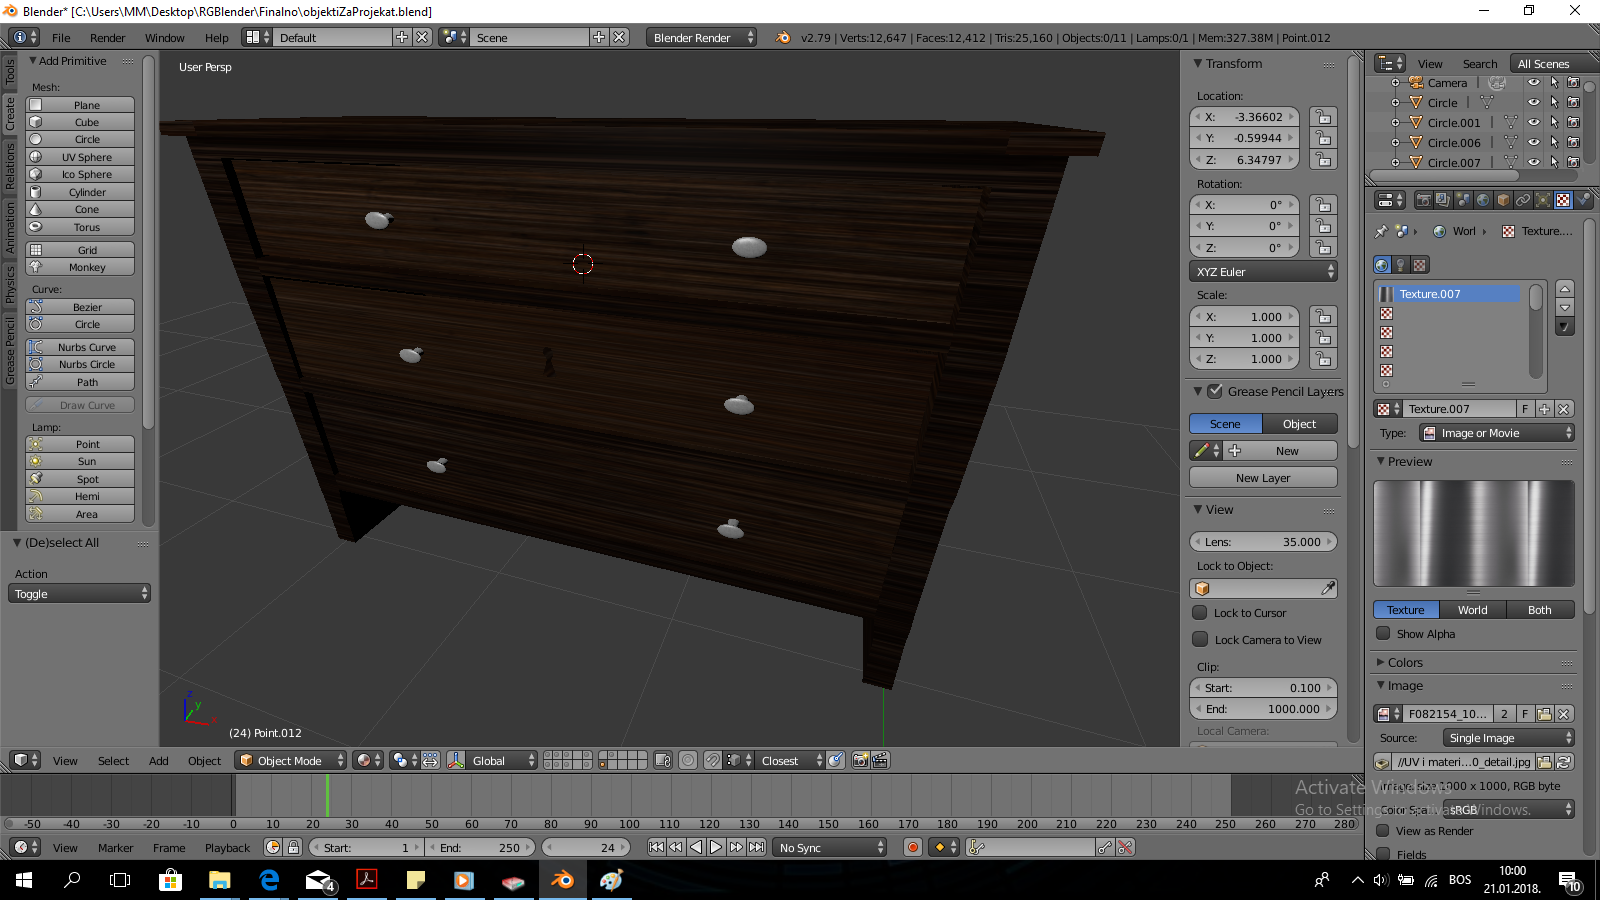 Blender* [C:\Users\MM\Desktop\RGBlender\Finalno\objektiZaProjekat.blend]
File Render Window Help Default Scene Blender Render v2.79 | Verts:12,647 | Faces:12,412 | Tris:25,160 | Objects:0/11 | Lamps:0/1 | Mem:327.38M | Point.012
Tools
Create
Relations
Animation
Physics
Grease Pencil
Add Primitive
Mesh:
Plane
Cube
Circle
UV Sphere
Ico Sphere
Cylinder
Cone
Torus
Grid
Monkey
Curve:
Bezier
Circle
Nurbs Curve
Nurbs Circle
Path
Draw Curve
Lamp:
Point
Sun
Spot
Hemi
Area
(De)select All
Action
Toggle
User Persp
z
y
x
(24) Point.012
Transform
Location:
X: -3.36602
Y: -0.59944
Z: 6.34797
Rotation:
X: 0°
Y: 0°
Z: 0°
XYZ Euler
Scale:
X: 1.000
Y: 1.000
Z: 1.000
Grease Pencil Layers
Scene Object
New
New Layer
View
Lens: 35.000
Lock to Object:
Lock to Cursor
Lock Camera to View
Clip:
Start: 0.100
End: 1000.000
Local Camera:
View Search All Scenes
Camera
Circle
Circle.001
Circle.006
Circle.007
Worl Texture....
Texture.007
Texture.007 F
Type: Image or Movie
Preview
Texture World Both
Show Alpha
Colors
Image
F082154_10... 2 F
Source: Single Image
//UV i materi...0_detail.jpg
Image: size 1000 x 1000, RGB byte
Color Spa sRGB
View as Render
Fields
Activate Windows
Go to Settings to activate Windows.
View Select Add Object Object Mode Global Closest
-50 -40 -30 -20 -10 0 10 20 30 40 50 60 70 80 90 100 110 120 130 140 150 160 170 180 190 200 210 220 230 240 250 260 270 280
View Marker Frame Playback Start: 1 End: 250 24 No Sync
4
BOS
10:00
21.01.2018.
10